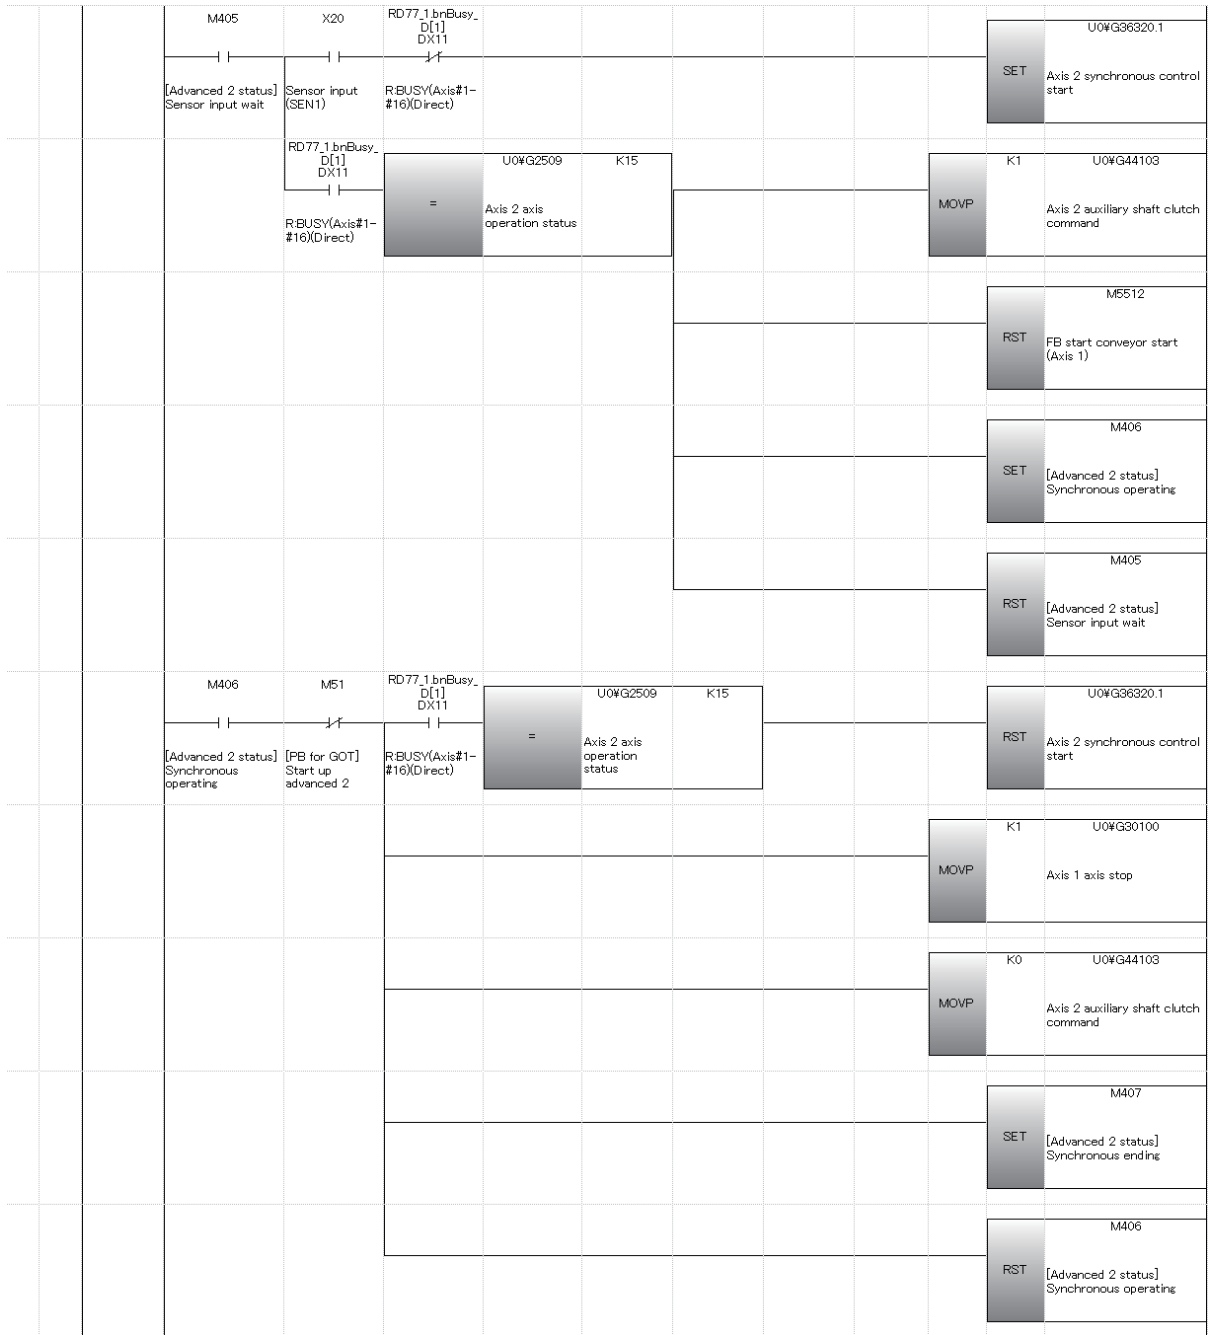 M405
X20
RD77_1.bnBusy_
D[1]
DX11
U0¥G36320.1
SET
[Advanced 2 status]
Sensor input wait
Sensor input
(SEN1)
R:BUSY(Axis#1-
#16)(Direct)
Axis 2 synchronous control
start
RD77_1.bnBusy_
D[1]
DX11
U0¥G2509
K15
K1
U0¥G44103
=
MOVP
R:BUSY(Axis#1-
#16)(Direct)
Axis 2 axis
operation status
Axis 2 auxiliary shaft clutch
command
M5512
RST
FB start conveyor start
(Axis 1)
M406
SET
[Advanced 2 status]
Synchronous operating
M405
RST
[Advanced 2 status]
Sensor input wait
M406
M51
RD77_1.bnBusy_
D[1]
DX11
U0¥G2509
K15
U0¥G36320.1
=
RST
[Advanced 2 status]
Synchronous
operating
[PB for GOT]
Start up
advanced 2
R:BUSY(Axis#1-
#16)(Direct)
Axis 2 axis
operation
status
Axis 2 synchronous control
start
K1
U0¥G30100
MOVP
Axis 1 axis stop
K0
U0¥G44103
MOVP
Axis 2 auxiliary shaft clutch
command
M407
SET
[Advanced 2 status]
Synchronous ending
M406
RST
[Advanced 2 status]
Synchronous operating